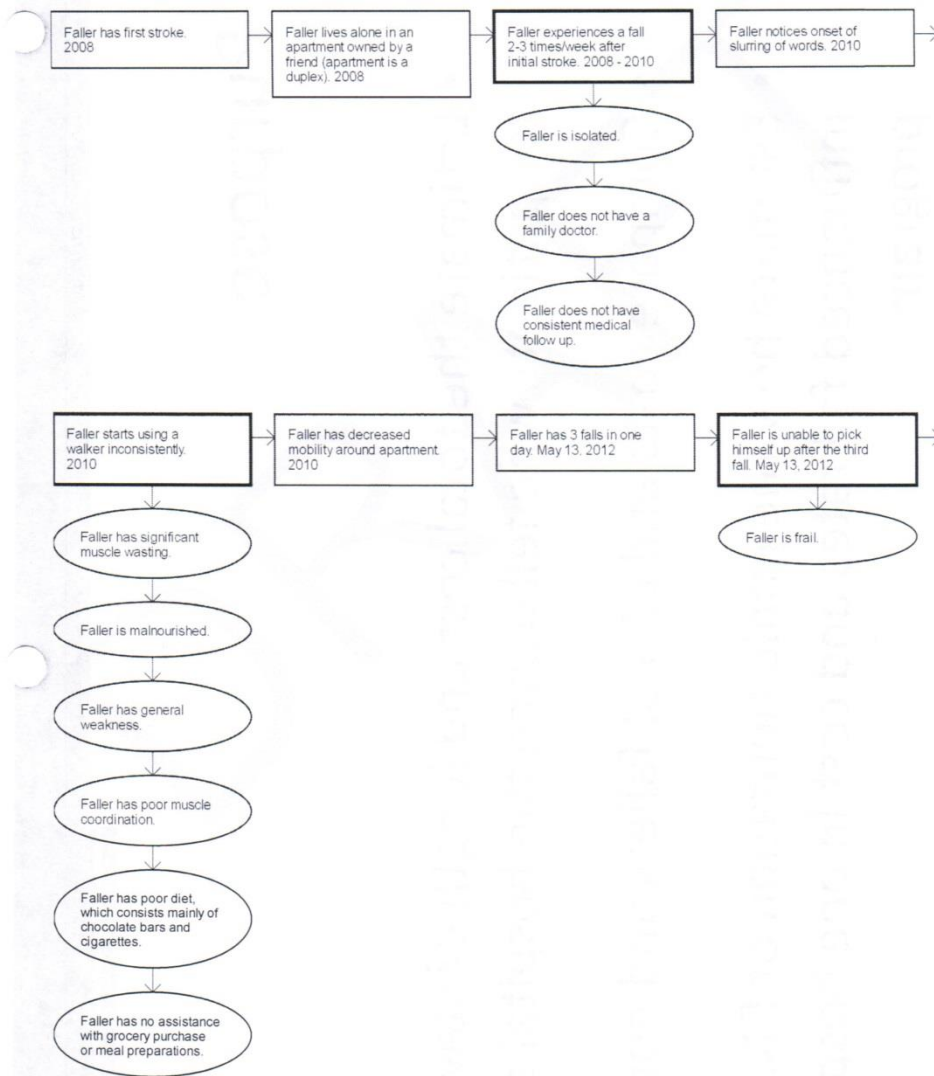 Faller has first stroke.
2008
Faller lives alone in an
apartment owned by a
friend (apartment is a
duplex). 2008
Faller experiences a fall
2-3 times/week after
initial stroke. 2008 - 2010
Faller notices onset of
slurring of words. 2010
Faller is isolated.
Faller does not have a
family doctor.
Faller does not have
consistent medical
follow up.
Faller starts using a
walker inconsistently.
2010
Faller has decreased
mobility around apartment.
2010
Faller has 3 falls in one
day. May 13, 2012
Faller is unable to pick
himself up after the third
fall. May 13, 2012
Faller has significant
muscle wasting.
Faller is malnourished.
Faller has general
weakness.
Faller has poor muscle
coordination.
Faller has poor diet,
which consists mainly of
chocolate bars and
cigarettes.
Faller has no assistance
with grocery purchase
or meal preparations.
Faller is frail.